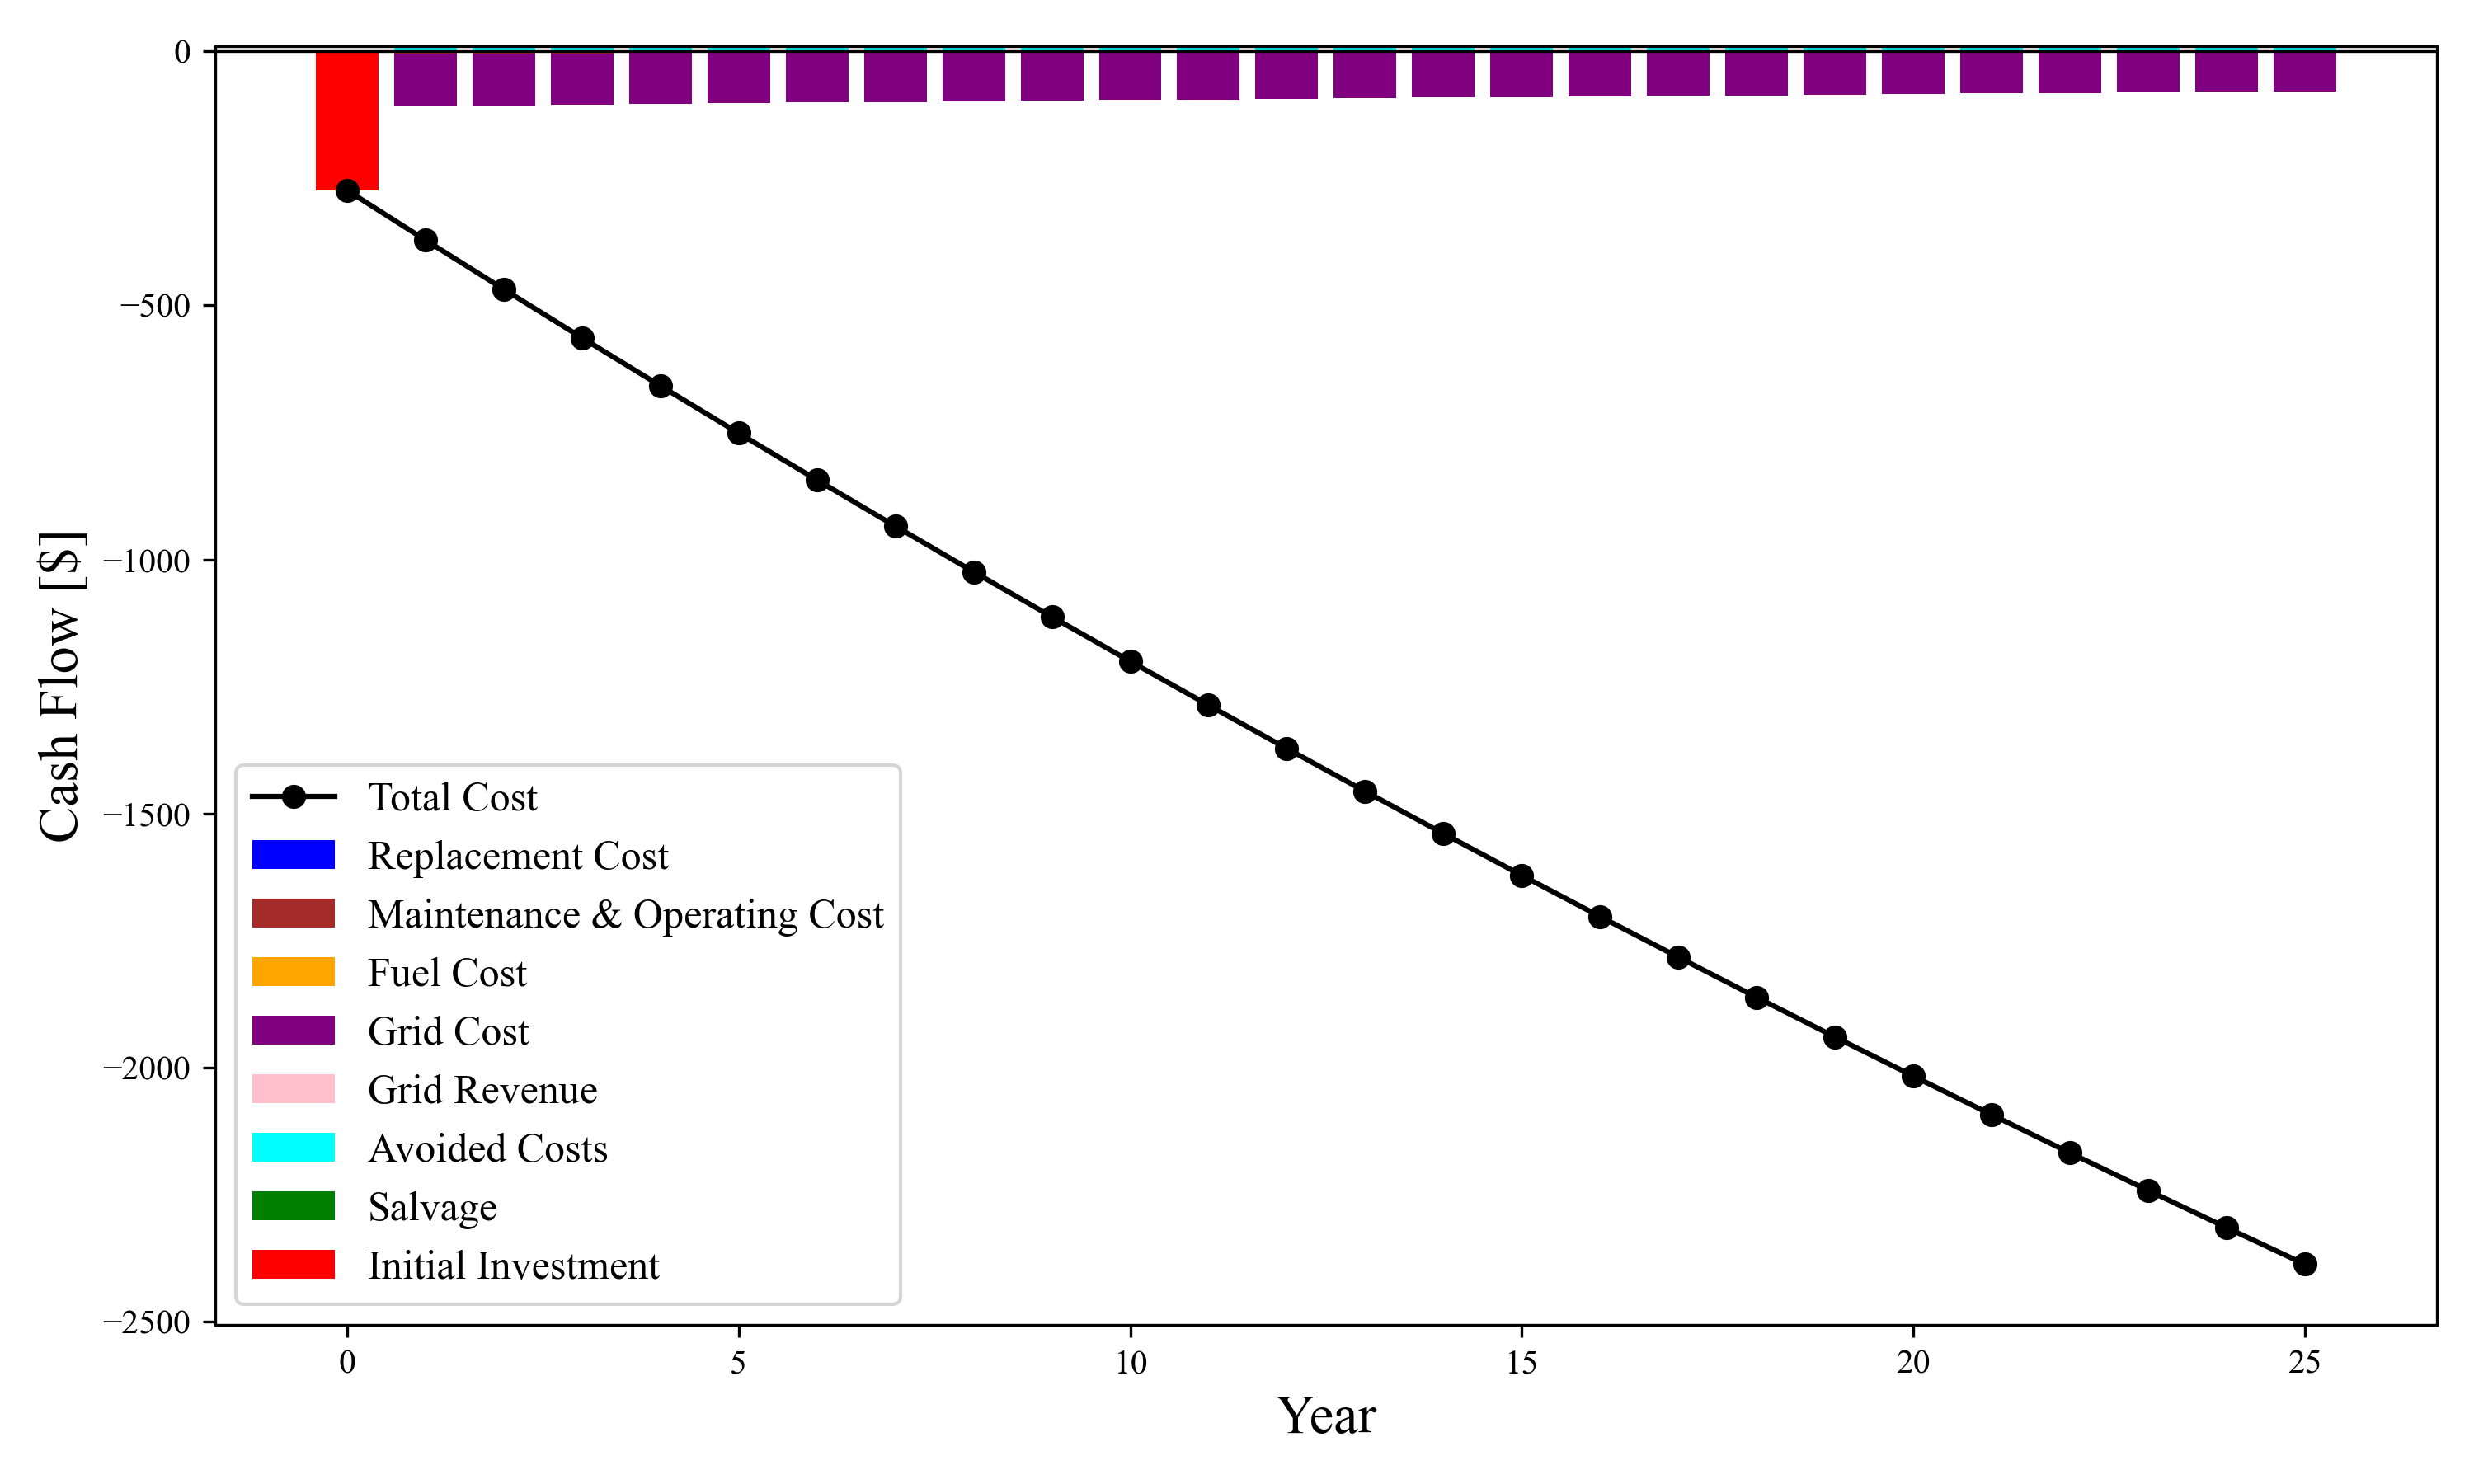 0
−500
−1000
−1500
−2000
−2500
Cash Flow [$]
Total Cost
Replacement Cost
Maintenance & Operating Cost
Fuel Cost
Grid Cost
Grid Revenue
Avoided Costs
Salvage
Initial Investment
0 5 10 15 20 25
Year